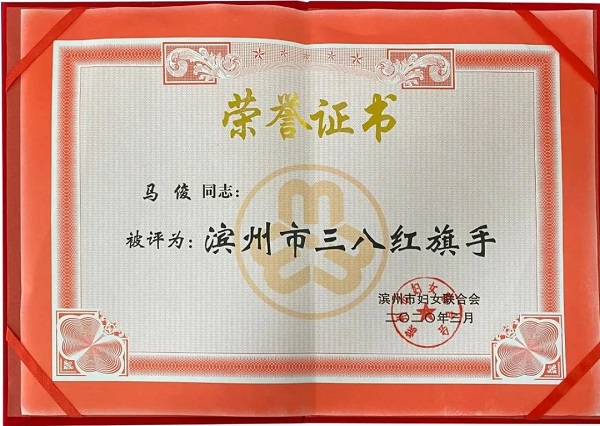 荣誉证书
马俊同志：
被评为：滨州市三八红旗手
滨州市妇女联合会
二〇二〇年三月